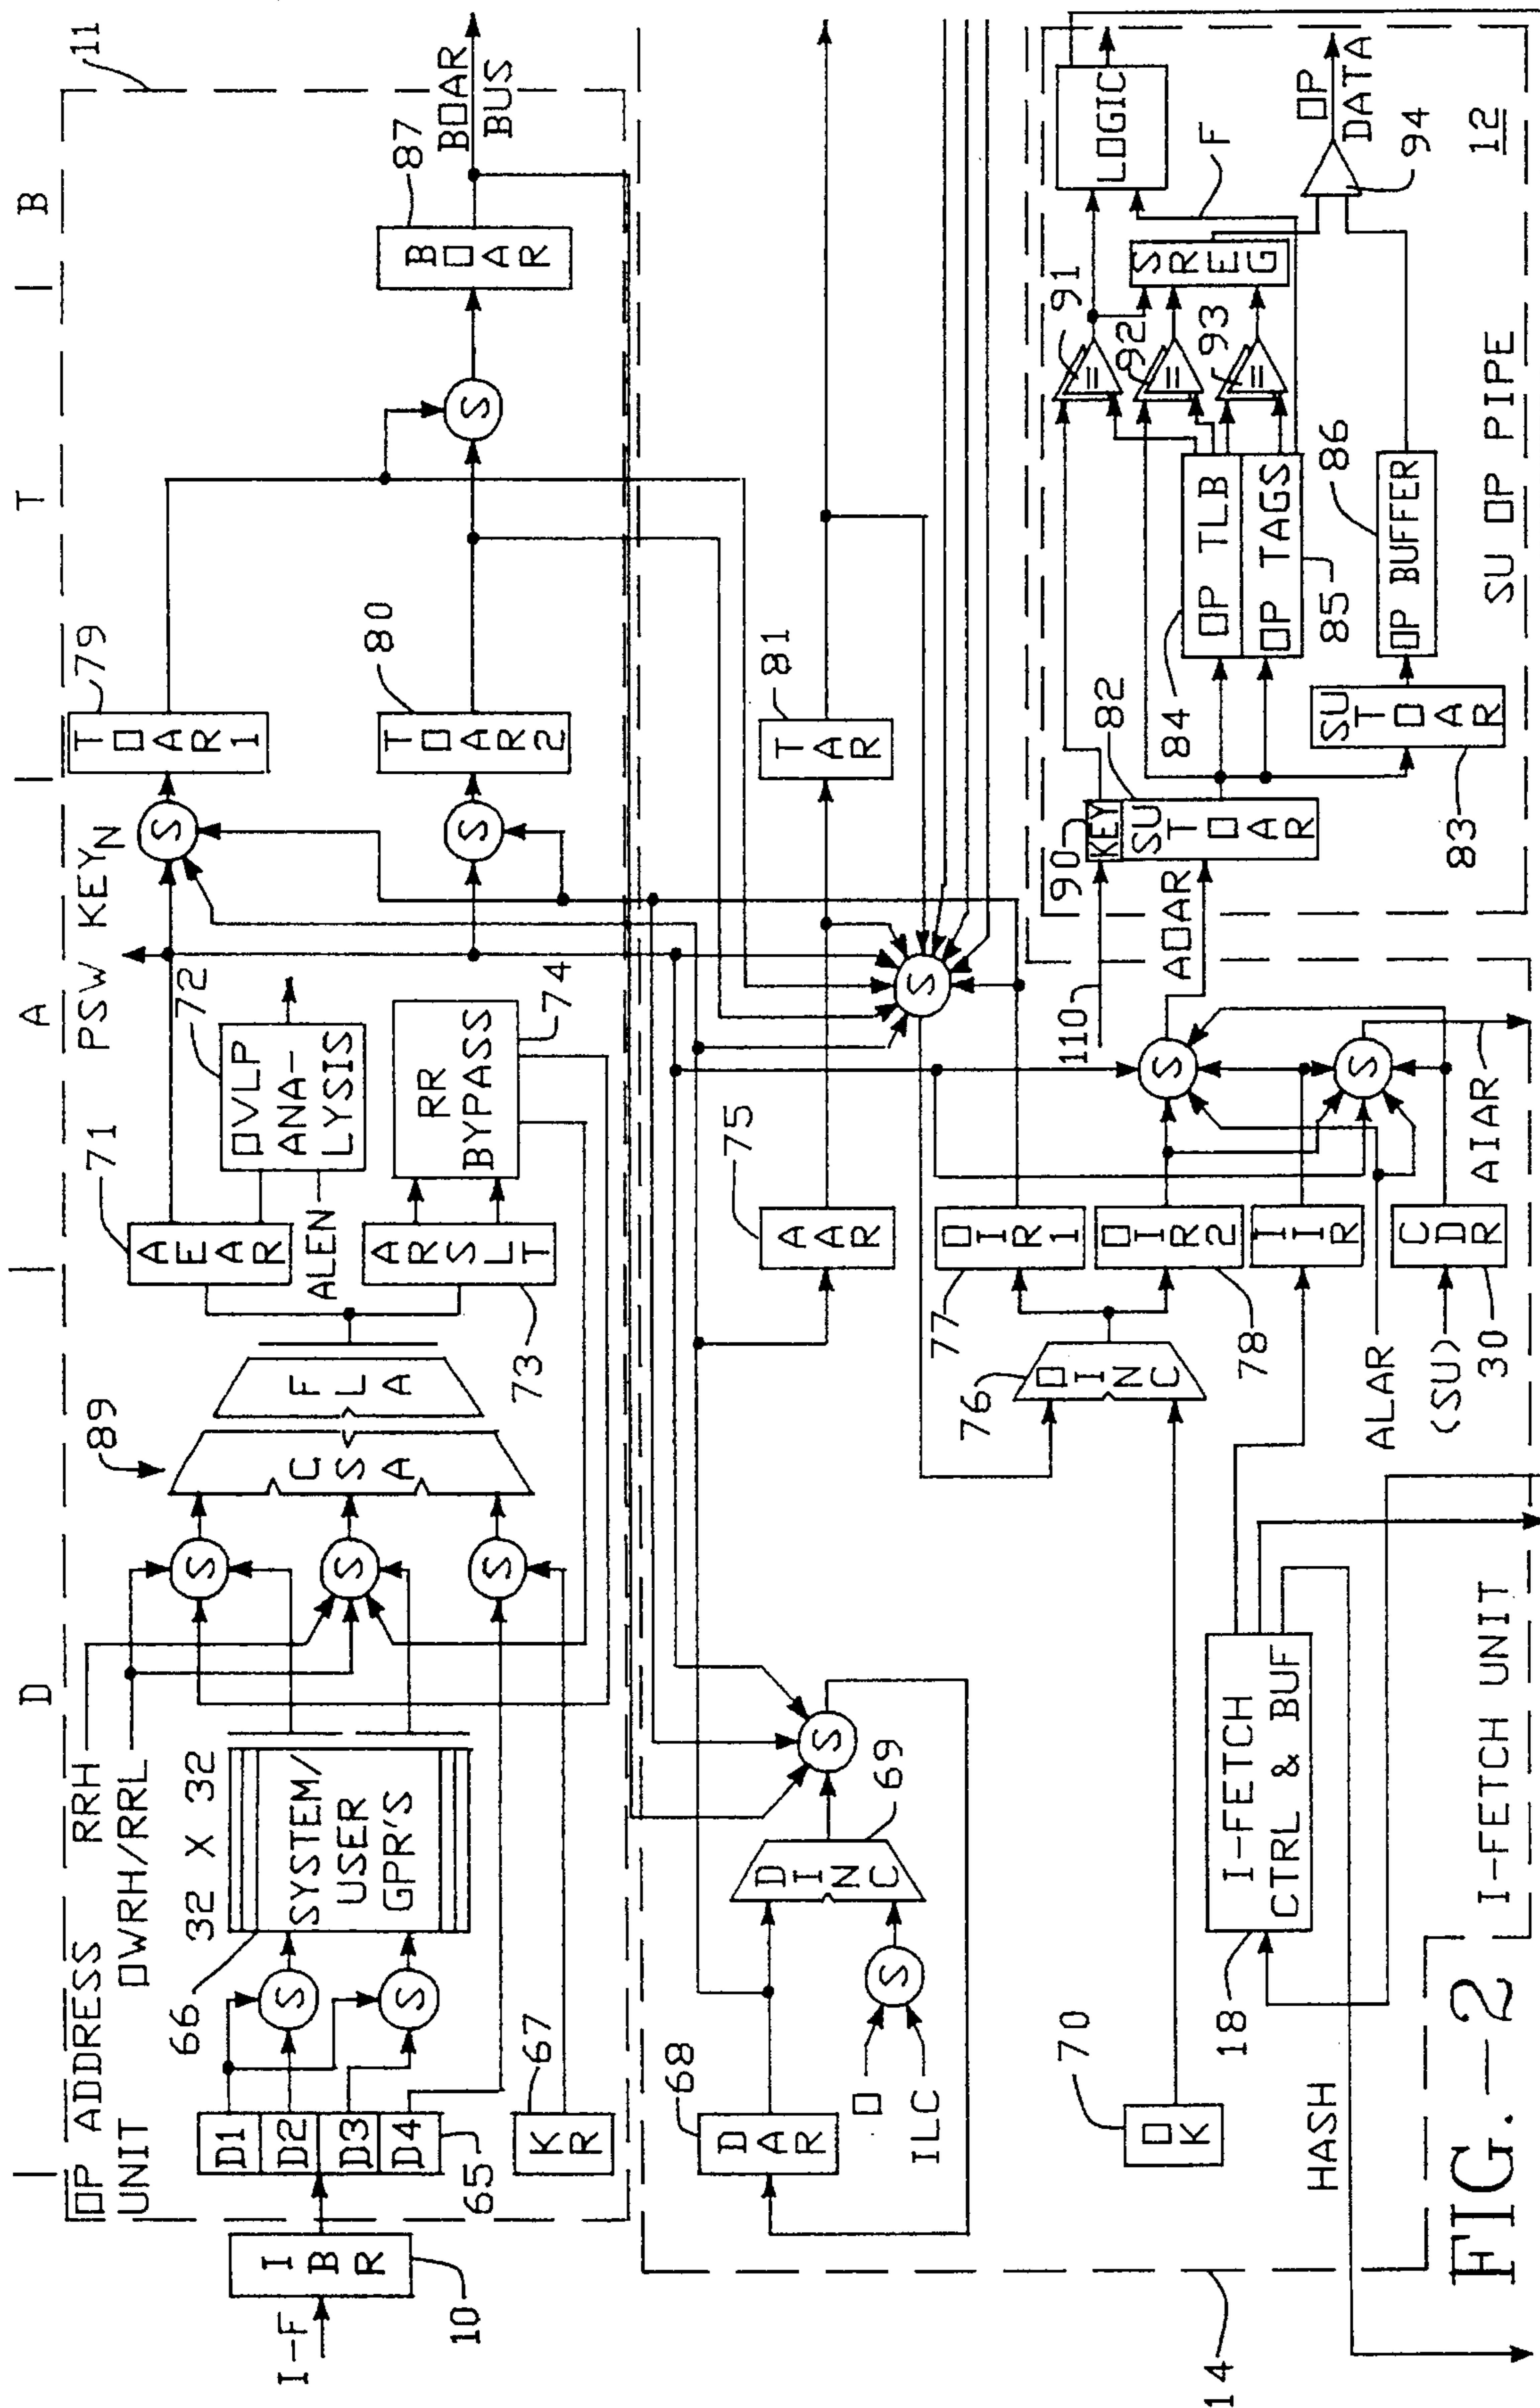 D
A
T
B
11
OP ADDRESS
UNIT
RRH
OWRH/RRL
32 X 32
66
SYSTEM/
USER
GPR'S
I-F
IBR
10
D1
D2
D3
D4
65
KR
67
89
CSA
FLA
71
AEAR
ALEN
72
OVLP
ANA-
LYSIS
PSW KEYN
ARSLT
73
RR
BYPASS
74
TOAR1
79
TOAR2
80
BOAR
87
BOAR
BUS
S
S
S
S
S
S
S
S
68
DAR
O
ILC
S
DINC
69
S
75
AAR
S
TAR
81
70
OK
76
OINC
77
OIR1
OIR2
78
IIR
CDR
30
ALAR
(SU)
S
S
AOAR
AIAR
110
18
I-FETCH
CTRL & BUF
HASH
I-FETCH UNIT
14
90
KEY
SU
TOAR
82
SU
TOAR
83
84
OP TLB
OP TAGS
85
OP BUFFER
86
=
91
=
92
=
93
SREG
LOGIC
F
94
OP
DATA
12
SU OP PIPE
FIG.-2